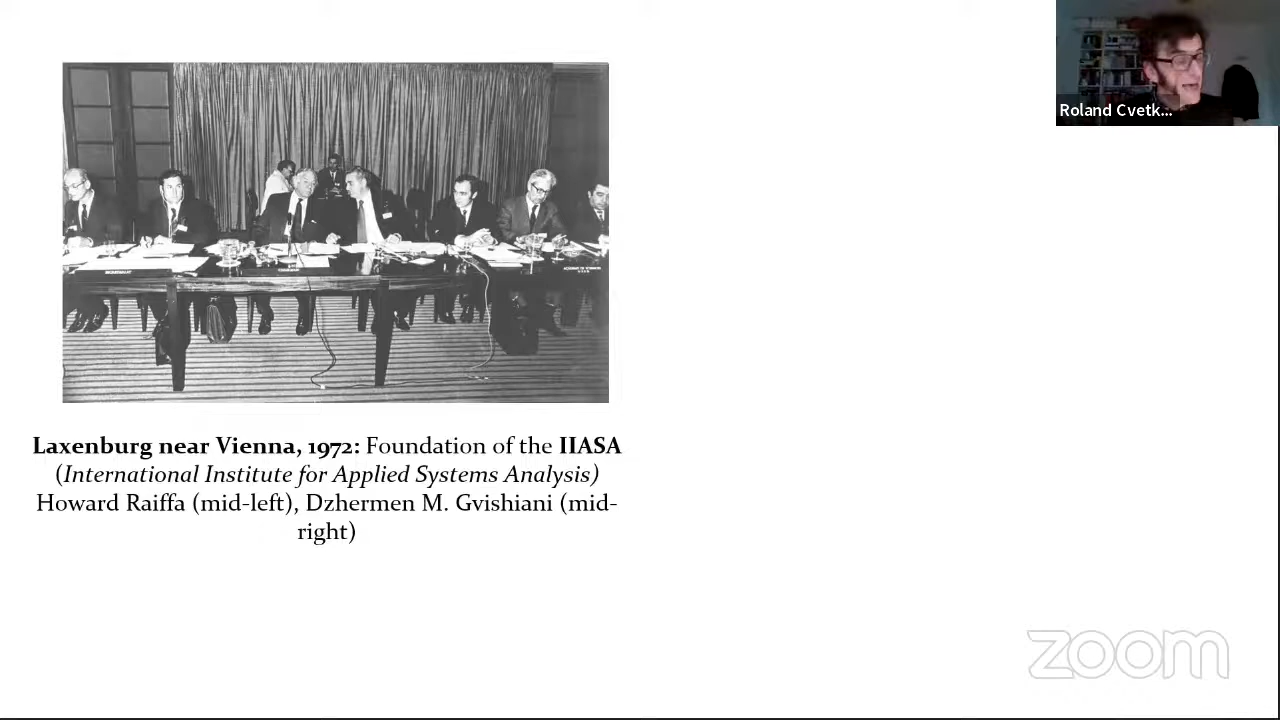 Roland Cvetk...
Laxenburg near Vienna, 1972: Foundation of the IIASA
(International Institute for Applied Systems Analysis)
Howard Raiffa (mid-left), Dzhermen M. Gvishiani (mid-
right)
zoom